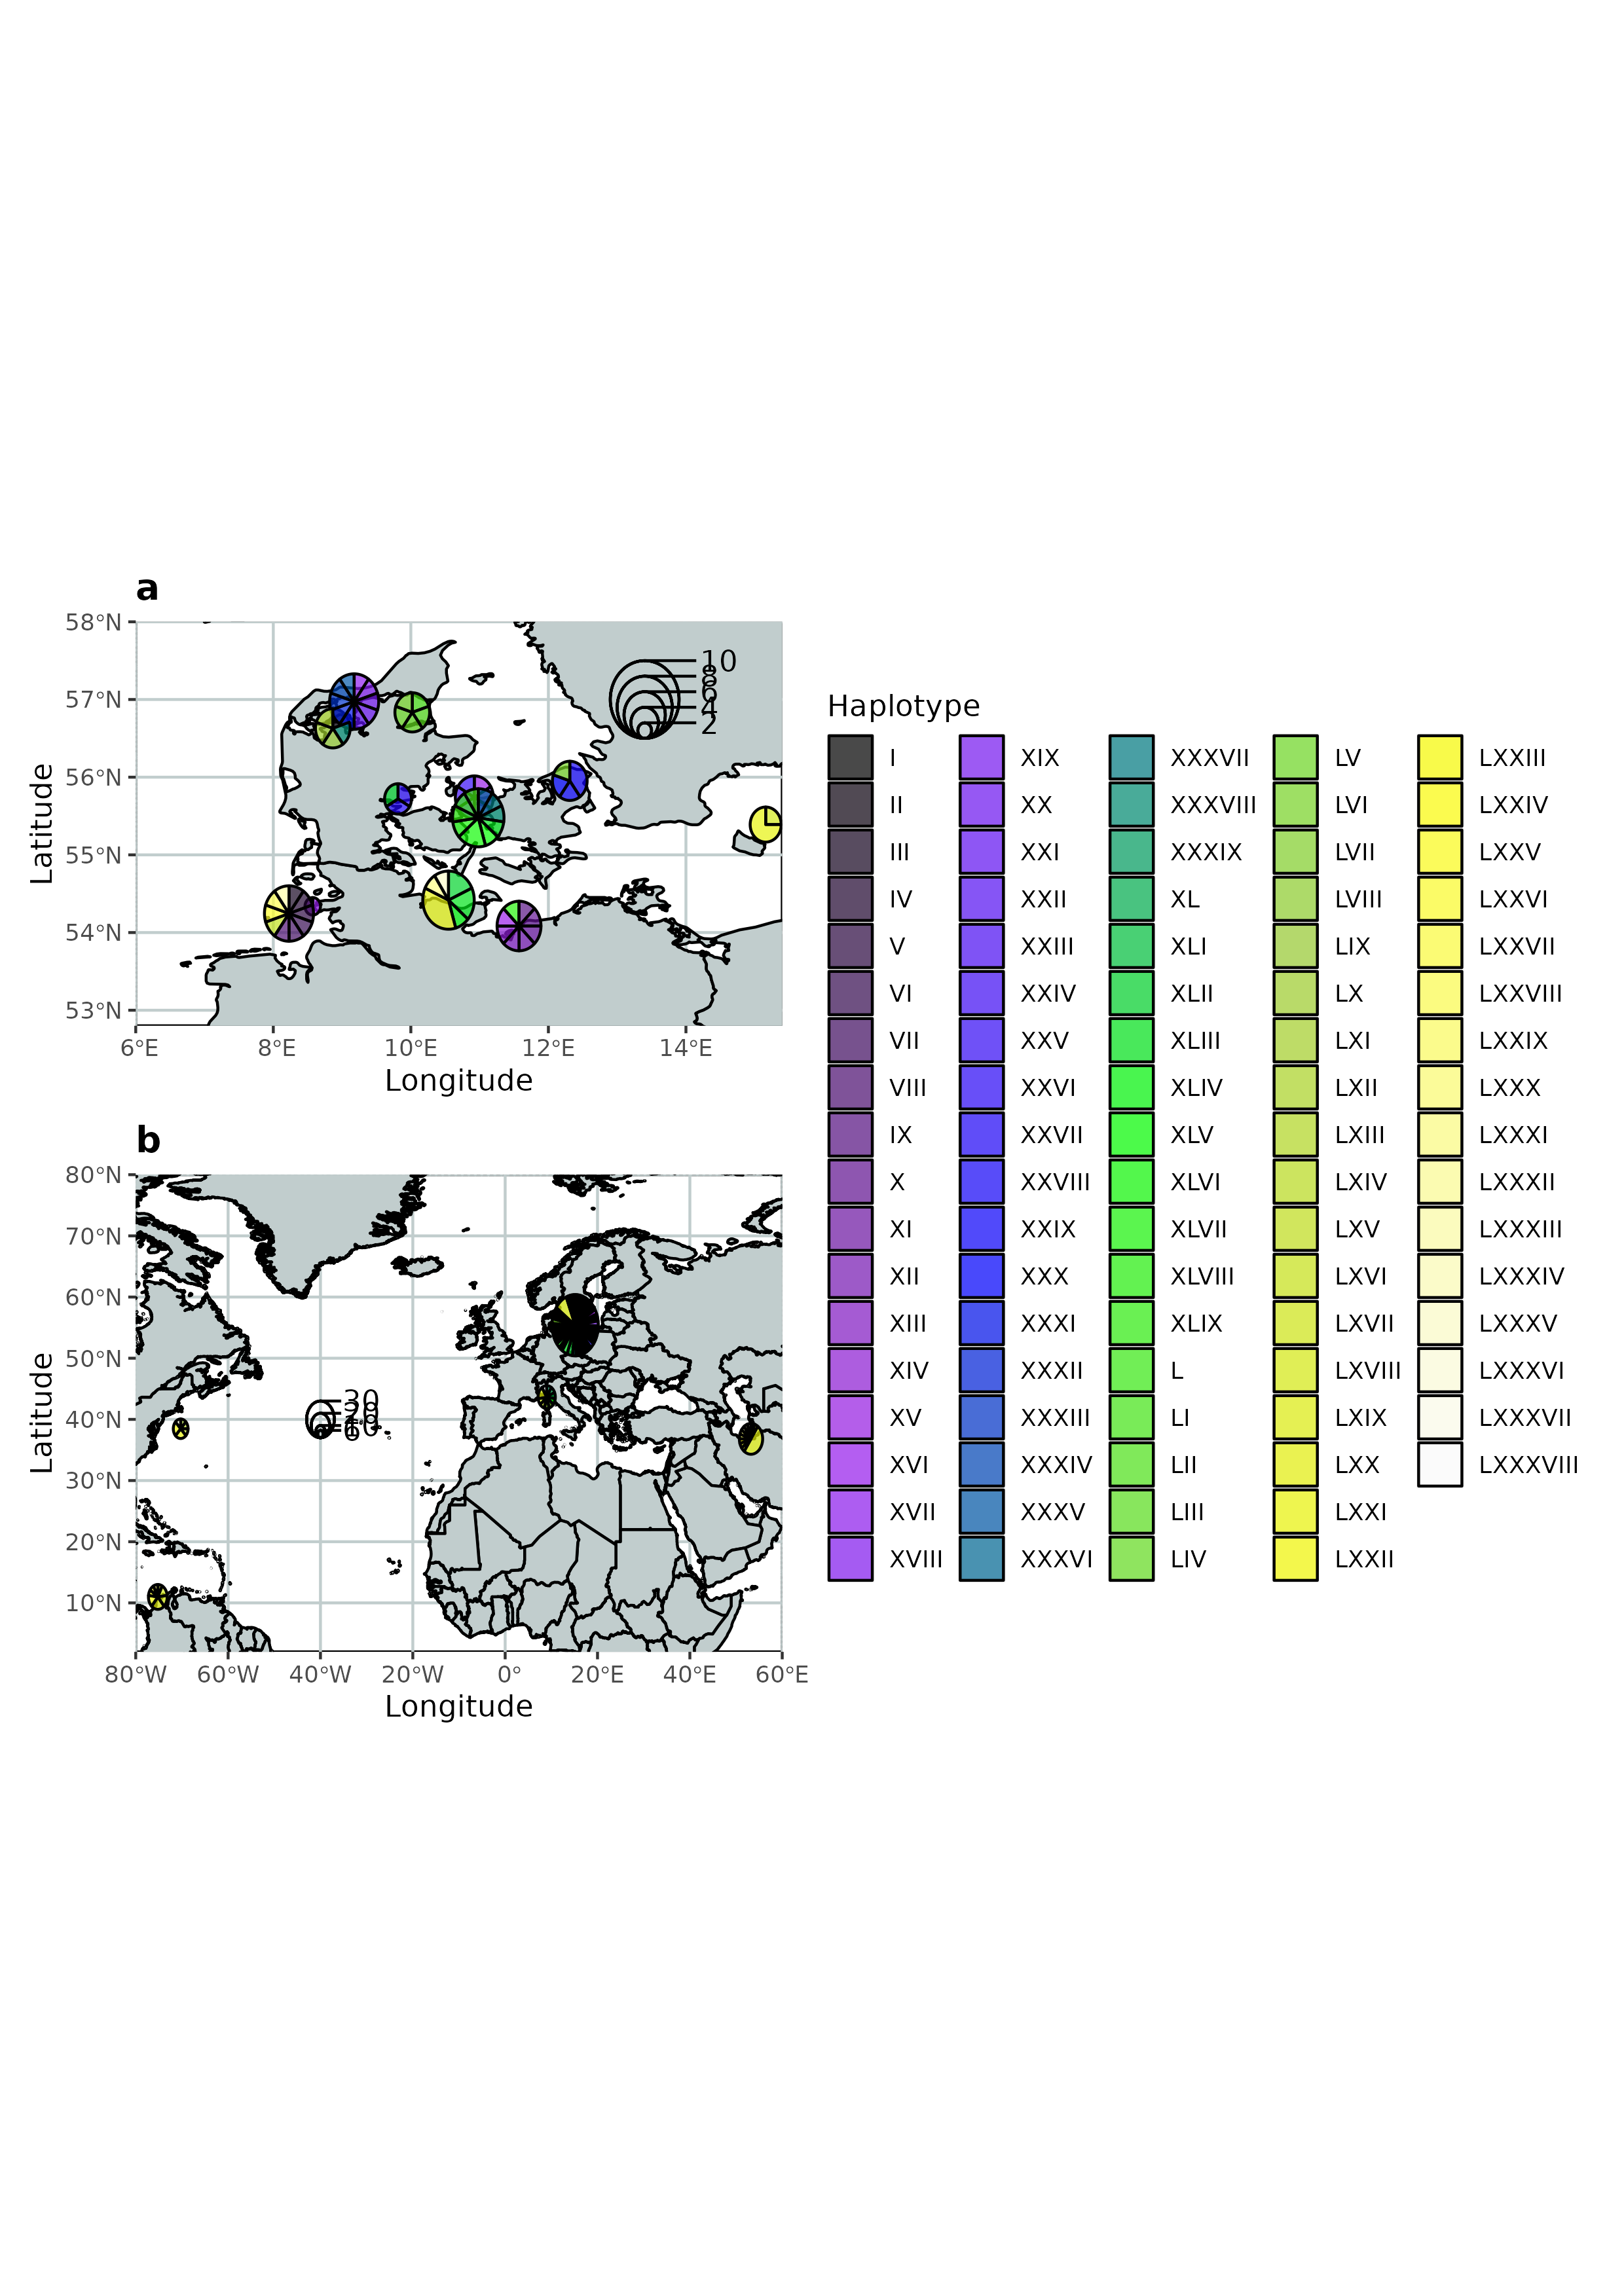 a
58°N
57°N
56°N
55°N
54°N
53°N
Latitude
10
8
6
4
2
6°E 8°E 10°E 12°E 14°E
Longitude
b
80°N
70°N
60°N
50°N
40°N
30°N
20°N
10°N
Latitude
30
20
10
80°W 60°W 40°W 20°W 0° 20°E 40°E 60°E
Longitude
Haplotype
I XIX XXXVII LV LXXIII
II XX XXXVIII LVI LXXIV
III XXI XXXIX LVII LXXV
IV XXII XL LVIII LXXVI
V XXIII XLI LIX LXXVII
VI XXIV XLII LX LXXVIII
VII XXV XLIII LXI LXXIX
VIII XXVI XLIV LXII LXXX
IX XXVII XLV LXIII LXXXI
X XXVIII XLVI LXIV LXXXII
XI XXIX XLVII LXV LXXXIII
XII XXX XLVIII LXVI LXXXIV
XIII XXXI XLIX LXVII LXXXV
XIV XXXII L LXVIII LXXXVI
XV XXXIII LI LXIX LXXXVII
XVI XXXIV LII LXX LXXXVIII
XVII XXXV LIII LXXI
XVIII XXXVI LIV LXXII